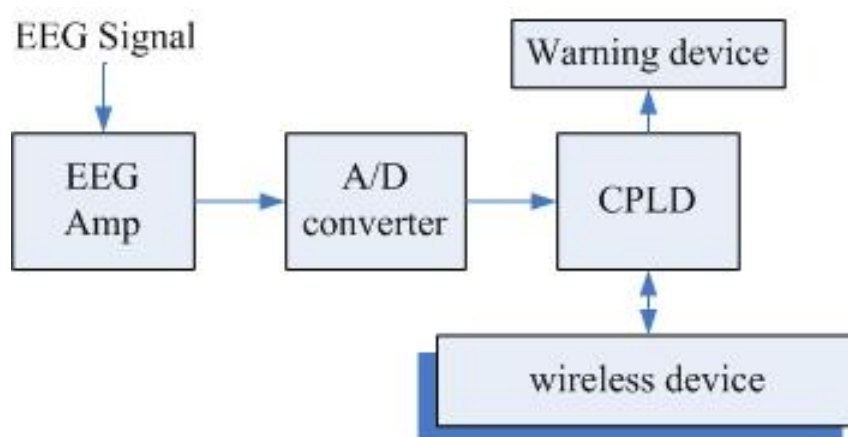 EEG Signal
Warning device
EEG
Amp
A/D
converter
CPLD
wireless device